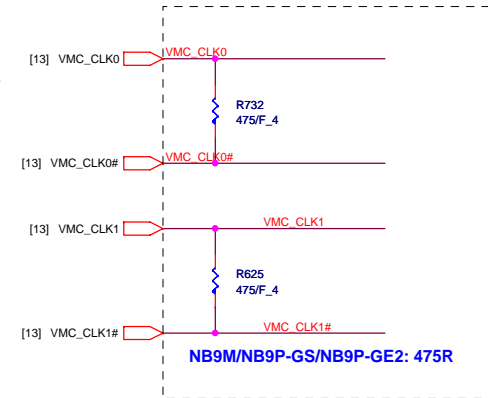 [13] VMC_CLK0 VMC_CLK0
R732
475/F_4
[13] VMC_CLK0# VMC_CLK0#
[13] VMC_CLK1 VMC_CLK1
R625
475/F_4
[13] VMC_CLK1# VMC_CLK1#
NB9M/NB9P-GS/NB9P-GE2: 475R